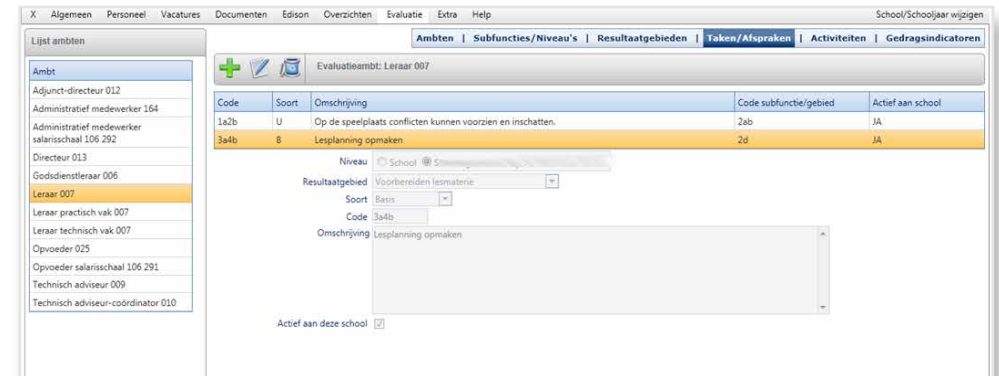 X Algemeen Personeel Vacatures Documenten Edison Overzichten Evaluatie Extra Help School/Schooljaar wijzigen
Lijst ambten
Ambten | Subfuncties/Niveau's | Resultaatgebieden | Taken/Afspraken | Activiteiten | Gedragsindicatoren
Evaluatieambt: Leraar 007
Ambt
Adjunct-directeur 012
Administratief medewerker 164
Administratief medewerker
salarisschaal 106 292
Directeur 013
Godsdienstleraar 006
Leraar 007
Leraar practisch vak 007
Leraar technisch vak 007
Opvoeder 025
Opvoeder salarisschaal 106 291
Technisch adviseur 009
Technisch adviseur-coördinator 010
Code Soort Omschrijving Code subfunctie/gebied Actief aan school
1a2b U Op de speelplaats conflicten kunnen voorzien en inschatten. 2ab JA
3a4b B Lesplanning opmaken 2d JA
Niveau School
Resultaatgebied Voorbereiden lesmaterie
Soort Basis
Code 3a4b
Omschrijving Lesplanning opmaken
Actief aan deze school